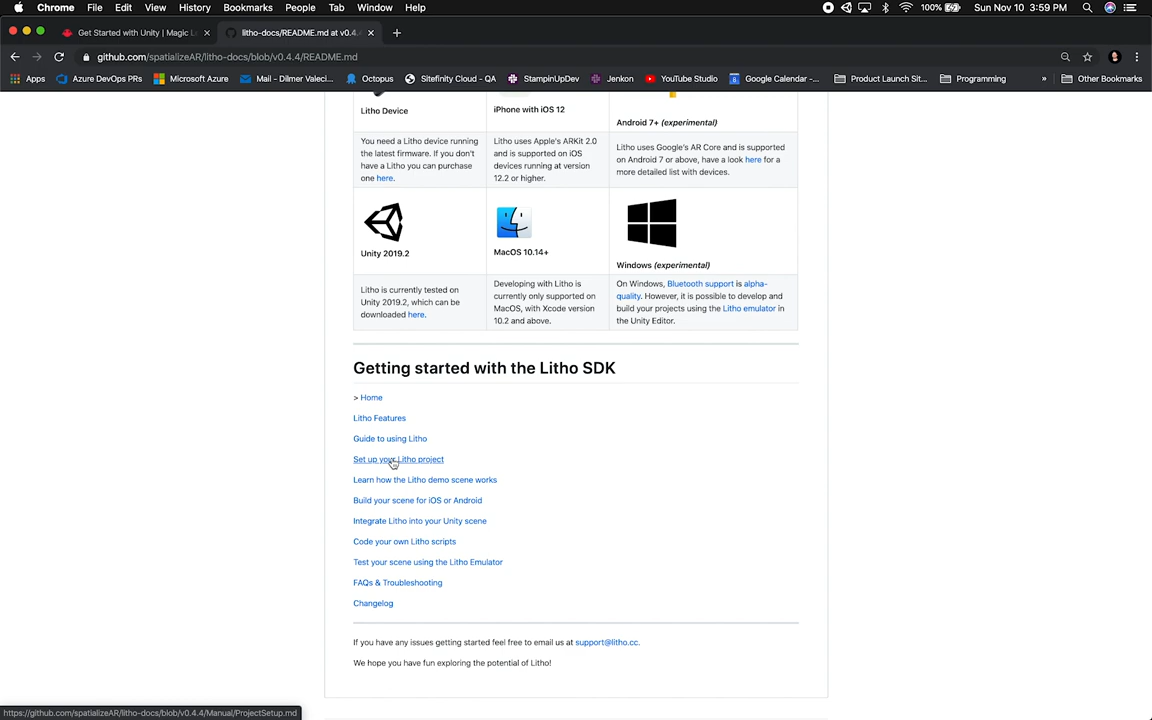 Chrome File Edit View History Bookmarks People Tab Window Help 100% Sun Nov 10 3:59 PM
Get Started with Unity | Magic L
litho-docs/README.md at v0.4.
github.com/spatializeAR/litho-docs/blob/v0.4.4/README.md
Apps Azure DevOps PRs Microsoft Azure Mail - Dilmer Valeci... Octopus Sitefinity Cloud - QA StampinUpDev Jenkon YouTube Studio Google Calendar -... Product Launch Sit... Programming » Other Bookmarks
Litho Device
iPhone with iOS 12
Android 7+ (experimental)
You need a Litho device running
the latest firmware. If you don't
have a Litho you can purchase
one here.
Litho uses Apple's ARKit 2.0
and is supported on iOS
devices running at version
12.2 or higher.
Litho uses Google's AR Core and is supported
on Android 7 or above, have a look here for a
more detailed list with devices.
Unity 2019.2
MacOS 10.14+
Windows (experimental)
Litho is currently tested on
Unity 2019.2, which can be
downloaded here.
Developing with Litho is
currently only supported on
MacOS, with Xcode version
10.2 and above.
On Windows, Bluetooth support is alpha-
quality. However, it is possible to develop and
build your projects using the Litho emulator in
the Unity Editor.
Getting started with the Litho SDK
> Home
Litho Features
Guide to using Litho
Set up your Litho project
Learn how the Litho demo scene works
Build your scene for iOS or Android
Integrate Litho into your Unity scene
Code your own Litho scripts
Test your scene using the Litho Emulator
FAQs & Troubleshooting
Changelog
If you have any issues getting started feel free to email us at support@litho.cc.
We hope you have fun exploring the potential of Litho!
https://github.com/spatializeAR/litho-docs/blob/v0.4.4/Manual/ProjectSetup.md